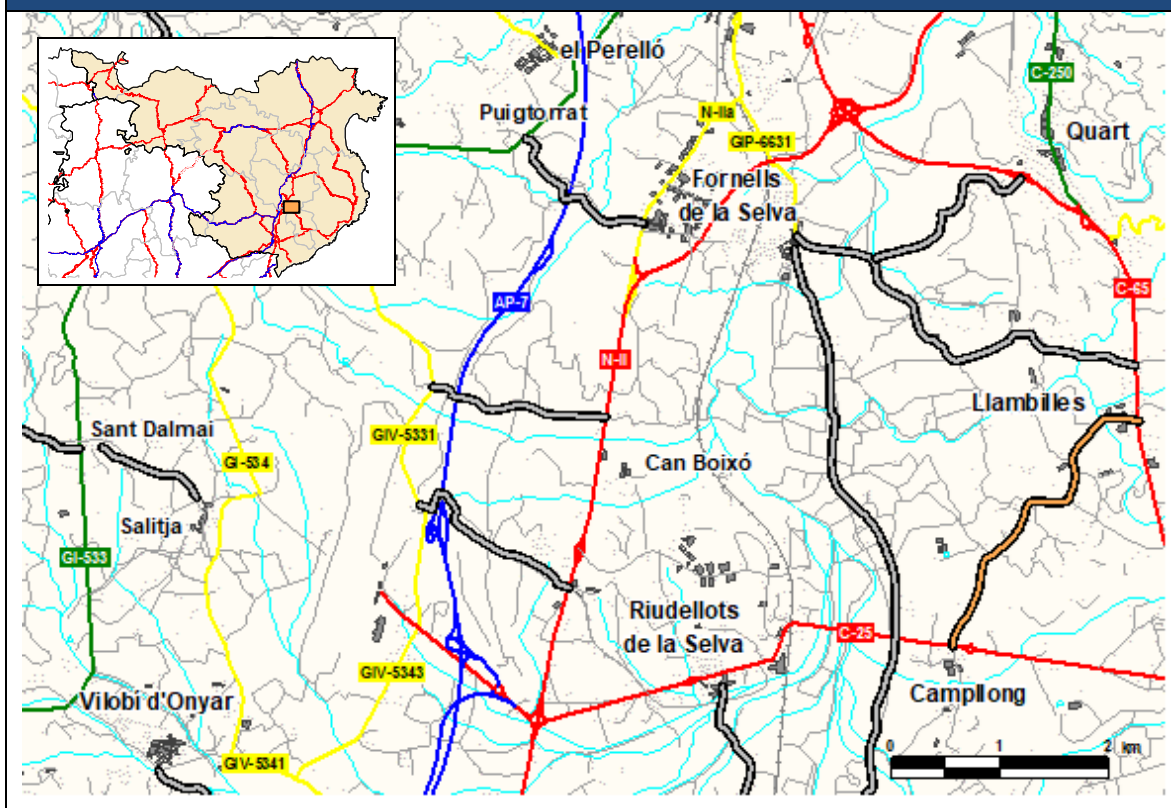 el Perelló
C-250
Puigtorrat
N-IIa
Quart
GIP-6631
Fornells
de la Selva
C-65
AP-7
N-II
Llambilles
Sant Dalmai
GIV-5331
Can Boixó
GI-534
Salitja
GI-533
Riudellots
de la Selva
C-25
GIV-5343
Vilobí d'Onyar
Campllong
GIV-5341
0 1 2 km